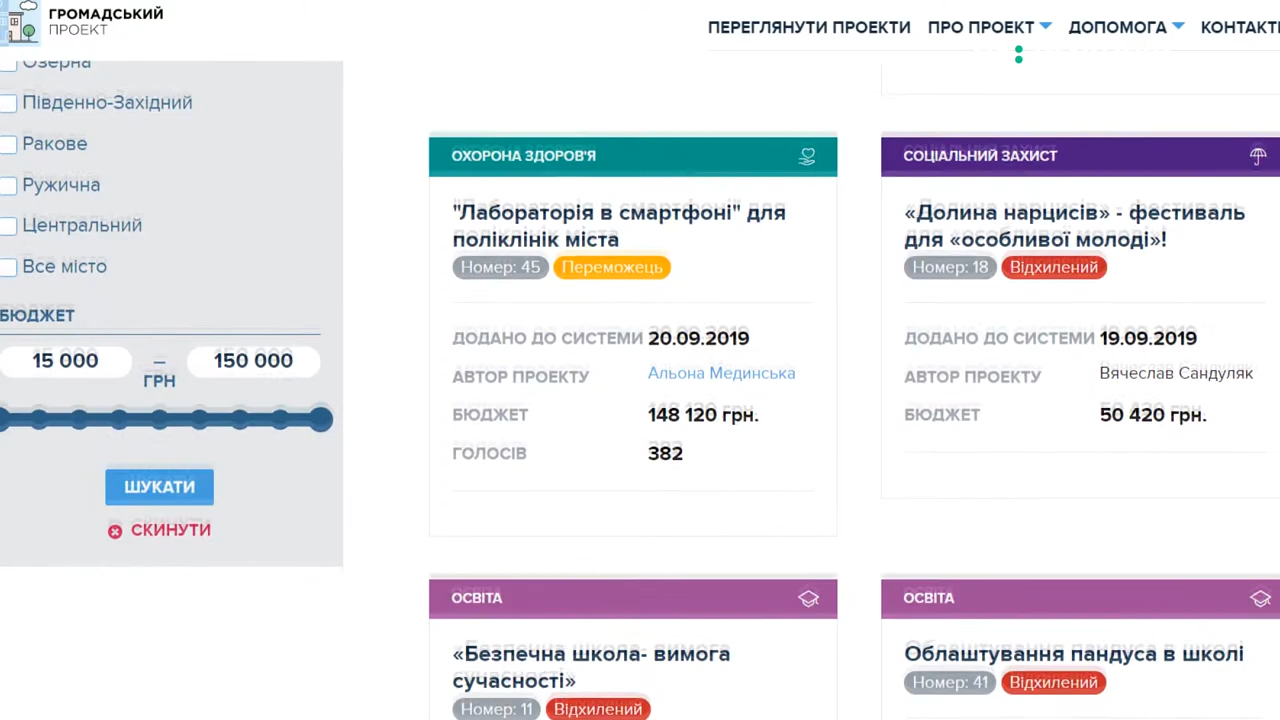 ГРОМАДСЬКИЙ
ПРОЕКТ
ПЕРЕГЛЯНУТИ ПРОЕКТИ ПРО ПРОЕКТ ДОПОМОГА КОНТАКТИ
Озерна
Південно-Західний
Ракове
Ружична
Центральний
Все місто
БЮДЖЕТ
15 000 – 150 000
ГРН
ШУКАТИ
СКИНУТИ
ОХОРОНА ЗДОРОВ'Я
"Лабораторія в смартфоні" для
поліклінік міста
Номер: 45 Переможець
ДОДАНО ДО СИСТЕМИ 20.09.2019
АВТОР ПРОЕКТУ Альона Мединська
БЮДЖЕТ 148 120 грн.
ГОЛОСІВ 382
СОЦІАЛЬНИЙ ЗАХИСТ
«Долина нарцисів» - фестиваль
для «особливої молоді»!
Номер: 18 Відхилений
ДОДАНО ДО СИСТЕМИ 19.09.2019
АВТОР ПРОЕКТУ Вячеслав Сандуляк
БЮДЖЕТ 50 420 грн.
ОСВІТА
«Безпечна школа- вимога
сучасності»
Номер: 11 Відхилений
ОСВІТА
Облаштування пандуса в школі
Номер: 41 Відхилений